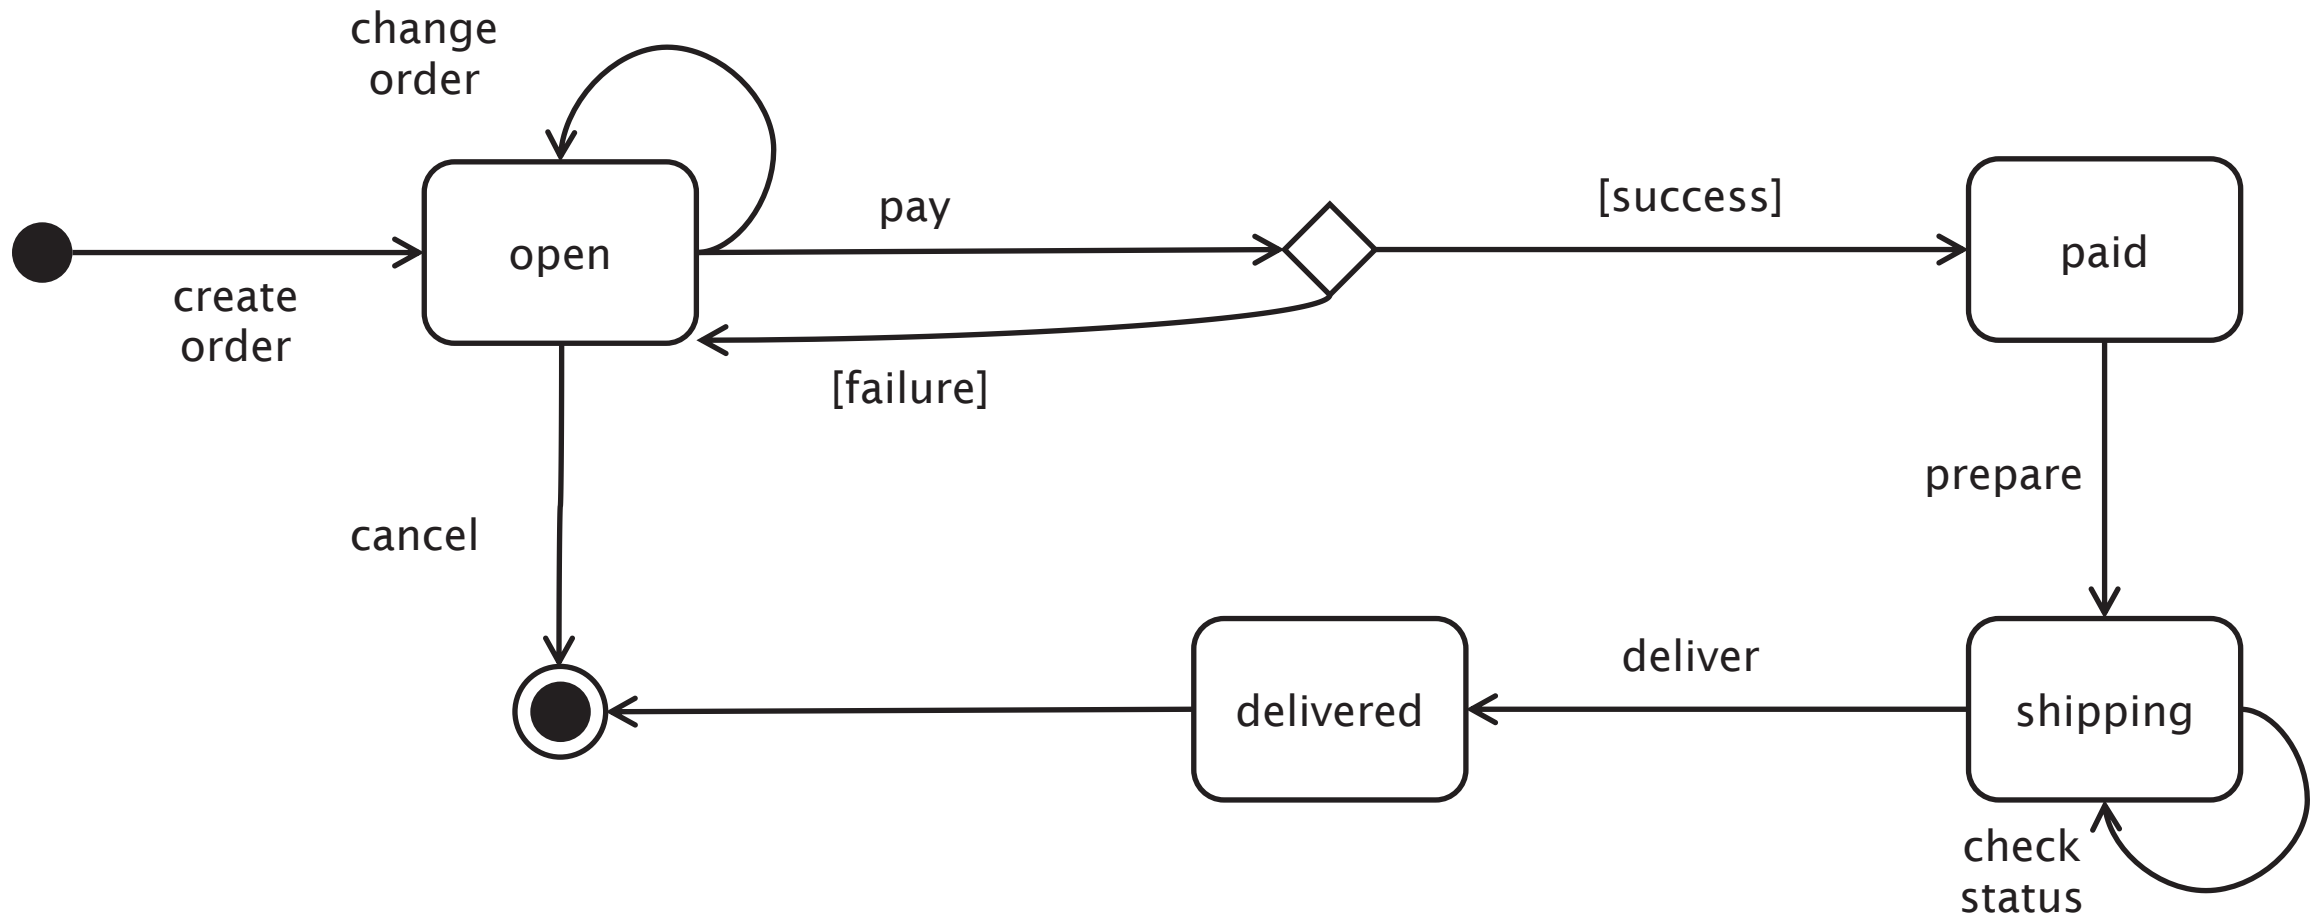 change
order
pay
[success]
open
paid
create
order
[failure]
prepare
cancel
deliver
delivered
shipping
check
status